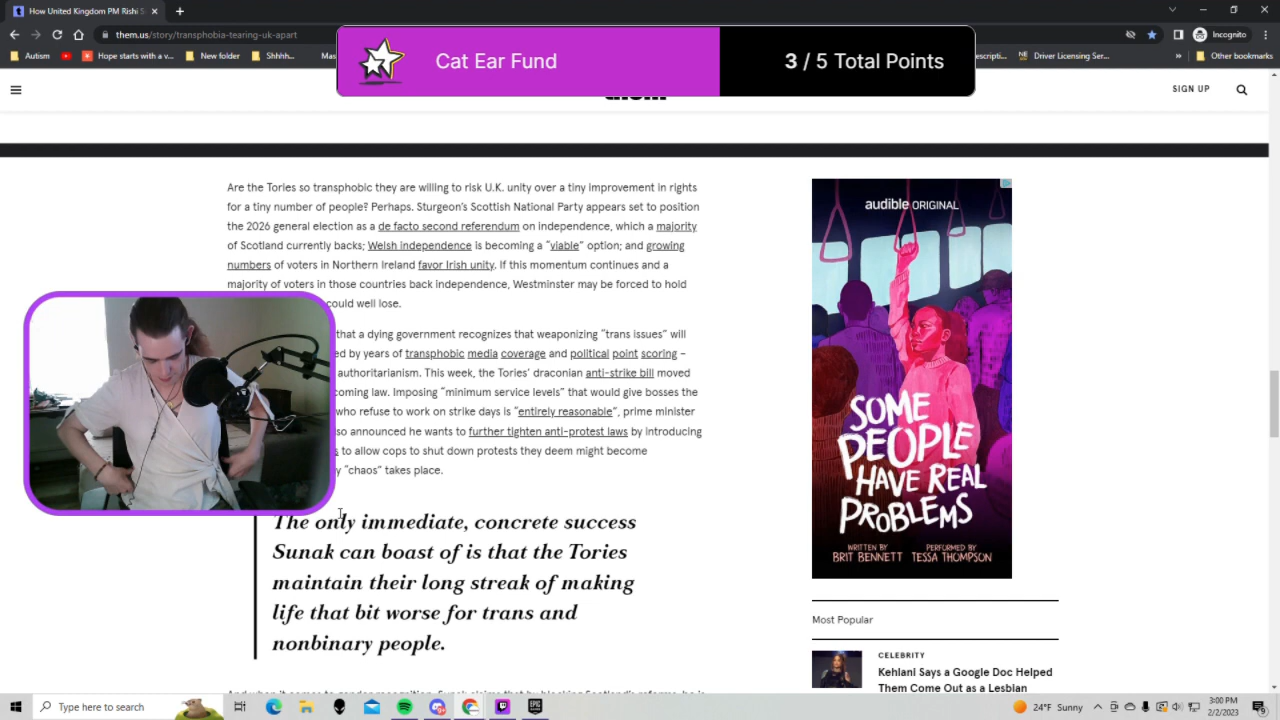 How U.K. PM Rishi S
them.us/story/transphobia-tearing-uk-apart
Incognito
Autism
Hope starts with a v...
Shhhh...
Mas
scripti...
Driver Licensing Ser...
Other bookmarks
Cat Ear Fund
3 / 5 Total Points
SIGN UP
Are the Tories so transphobic they are willing to risk U.K. unity over a tiny improvement in rights
for a tiny number of people? Perhaps. Sturgeon's Scottish National Party appears set to position
the 2026 general election as a de facto second referendum on independence, which a majority
of Scotland currently backs; Welsh independence is becoming a "viable" option; and growing
numbers of voters in Northern Ireland favor Irish unity. If this momentum continues and a
majority of voters in those countries back independence, Westminster may be forced to hold
could well lose.
that a dying government recognizes that weaponizing "trans issues" will
ed by years of transphobic media coverage and political point scoring –
authoritarianism. This week, the Tories' draconian anti-strike bill moved
coming law. Imposing "minimum service levels" that would give bosses the
who refuse to work on strike days is "entirely reasonable", prime minister
so announced he wants to further tighten anti-protest laws by introducing
s to allow cops to shut down protests they deem might become
y "chaos" takes place.
The only immediate, concrete success
Sunak can boast of is that the Tories
maintain their long streak of making
life that bit worse for trans and
nonbinary people.
audible ORIGINAL
SOME
PEOPLE
HAVE REAL
PROBLEMS
WRITTEN BY
BRIT BENNETT
PERFORMED BY
TESSA THOMPSON
Most Popular
CELEBRITY
Kehlani Says a Google Doc Helped
Them Come Out as a Lesbian
Type here to search
24°F Sunny
3:00 PM
2/2/2023